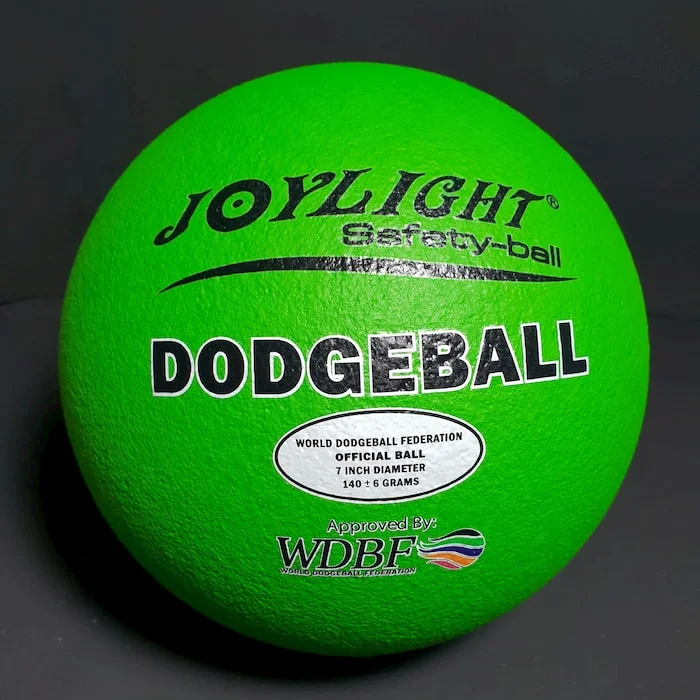 JOYLIGHT®
Safety-ball
DODGEBALL
WORLD DODGEBALL FEDERATION
OFFICIAL BALL
7 INCH DIAMETER
140 ± 6 GRAMS
Approved By:
WDBF
WORLD DODGEBALL FEDERATION